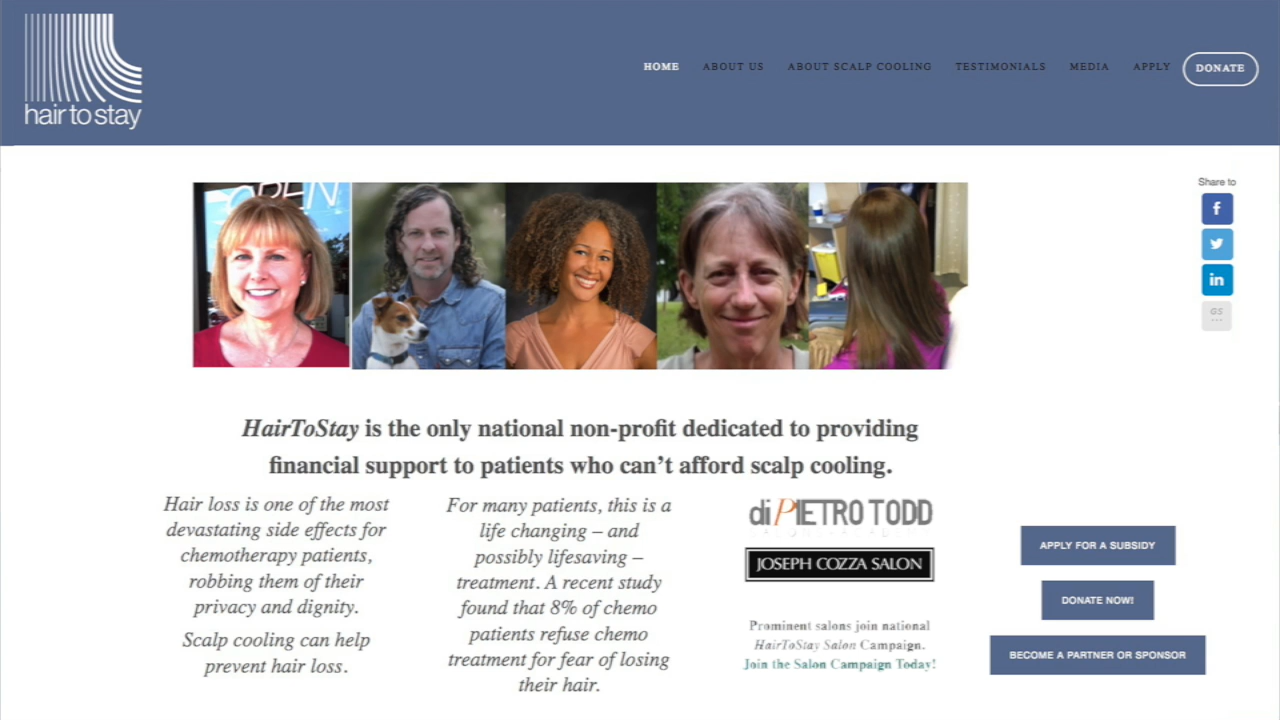 hair to stay
HOME ABOUT US ABOUT SCALP COOLING TESTIMONIALS MEDIA APPLY DONATE
OPEN
Share to
f
in
GS
HairToStay is the only national non-profit dedicated to providing
financial support to patients who can't afford scalp cooling.
Hair loss is one of the most
devastating side effects for
chemotherapy patients,
robbing them of their
privacy and dignity.
Scalp cooling can help
prevent hair loss.
For many patients, this is a
life changing – and
possibly lifesaving –
treatment. A recent study
found that 8% of chemo
patients refuse chemo
treatment for fear of losing
their hair.
di PIETRO TODD
JOSEPH COZZA SALON
Prominent salons join national
HairToStay Salon Campaign.
Join the Salon Campaign Today!
APPLY FOR A SUBSIDY
DONATE NOW!
BECOME A PARTNER OR SPONSOR